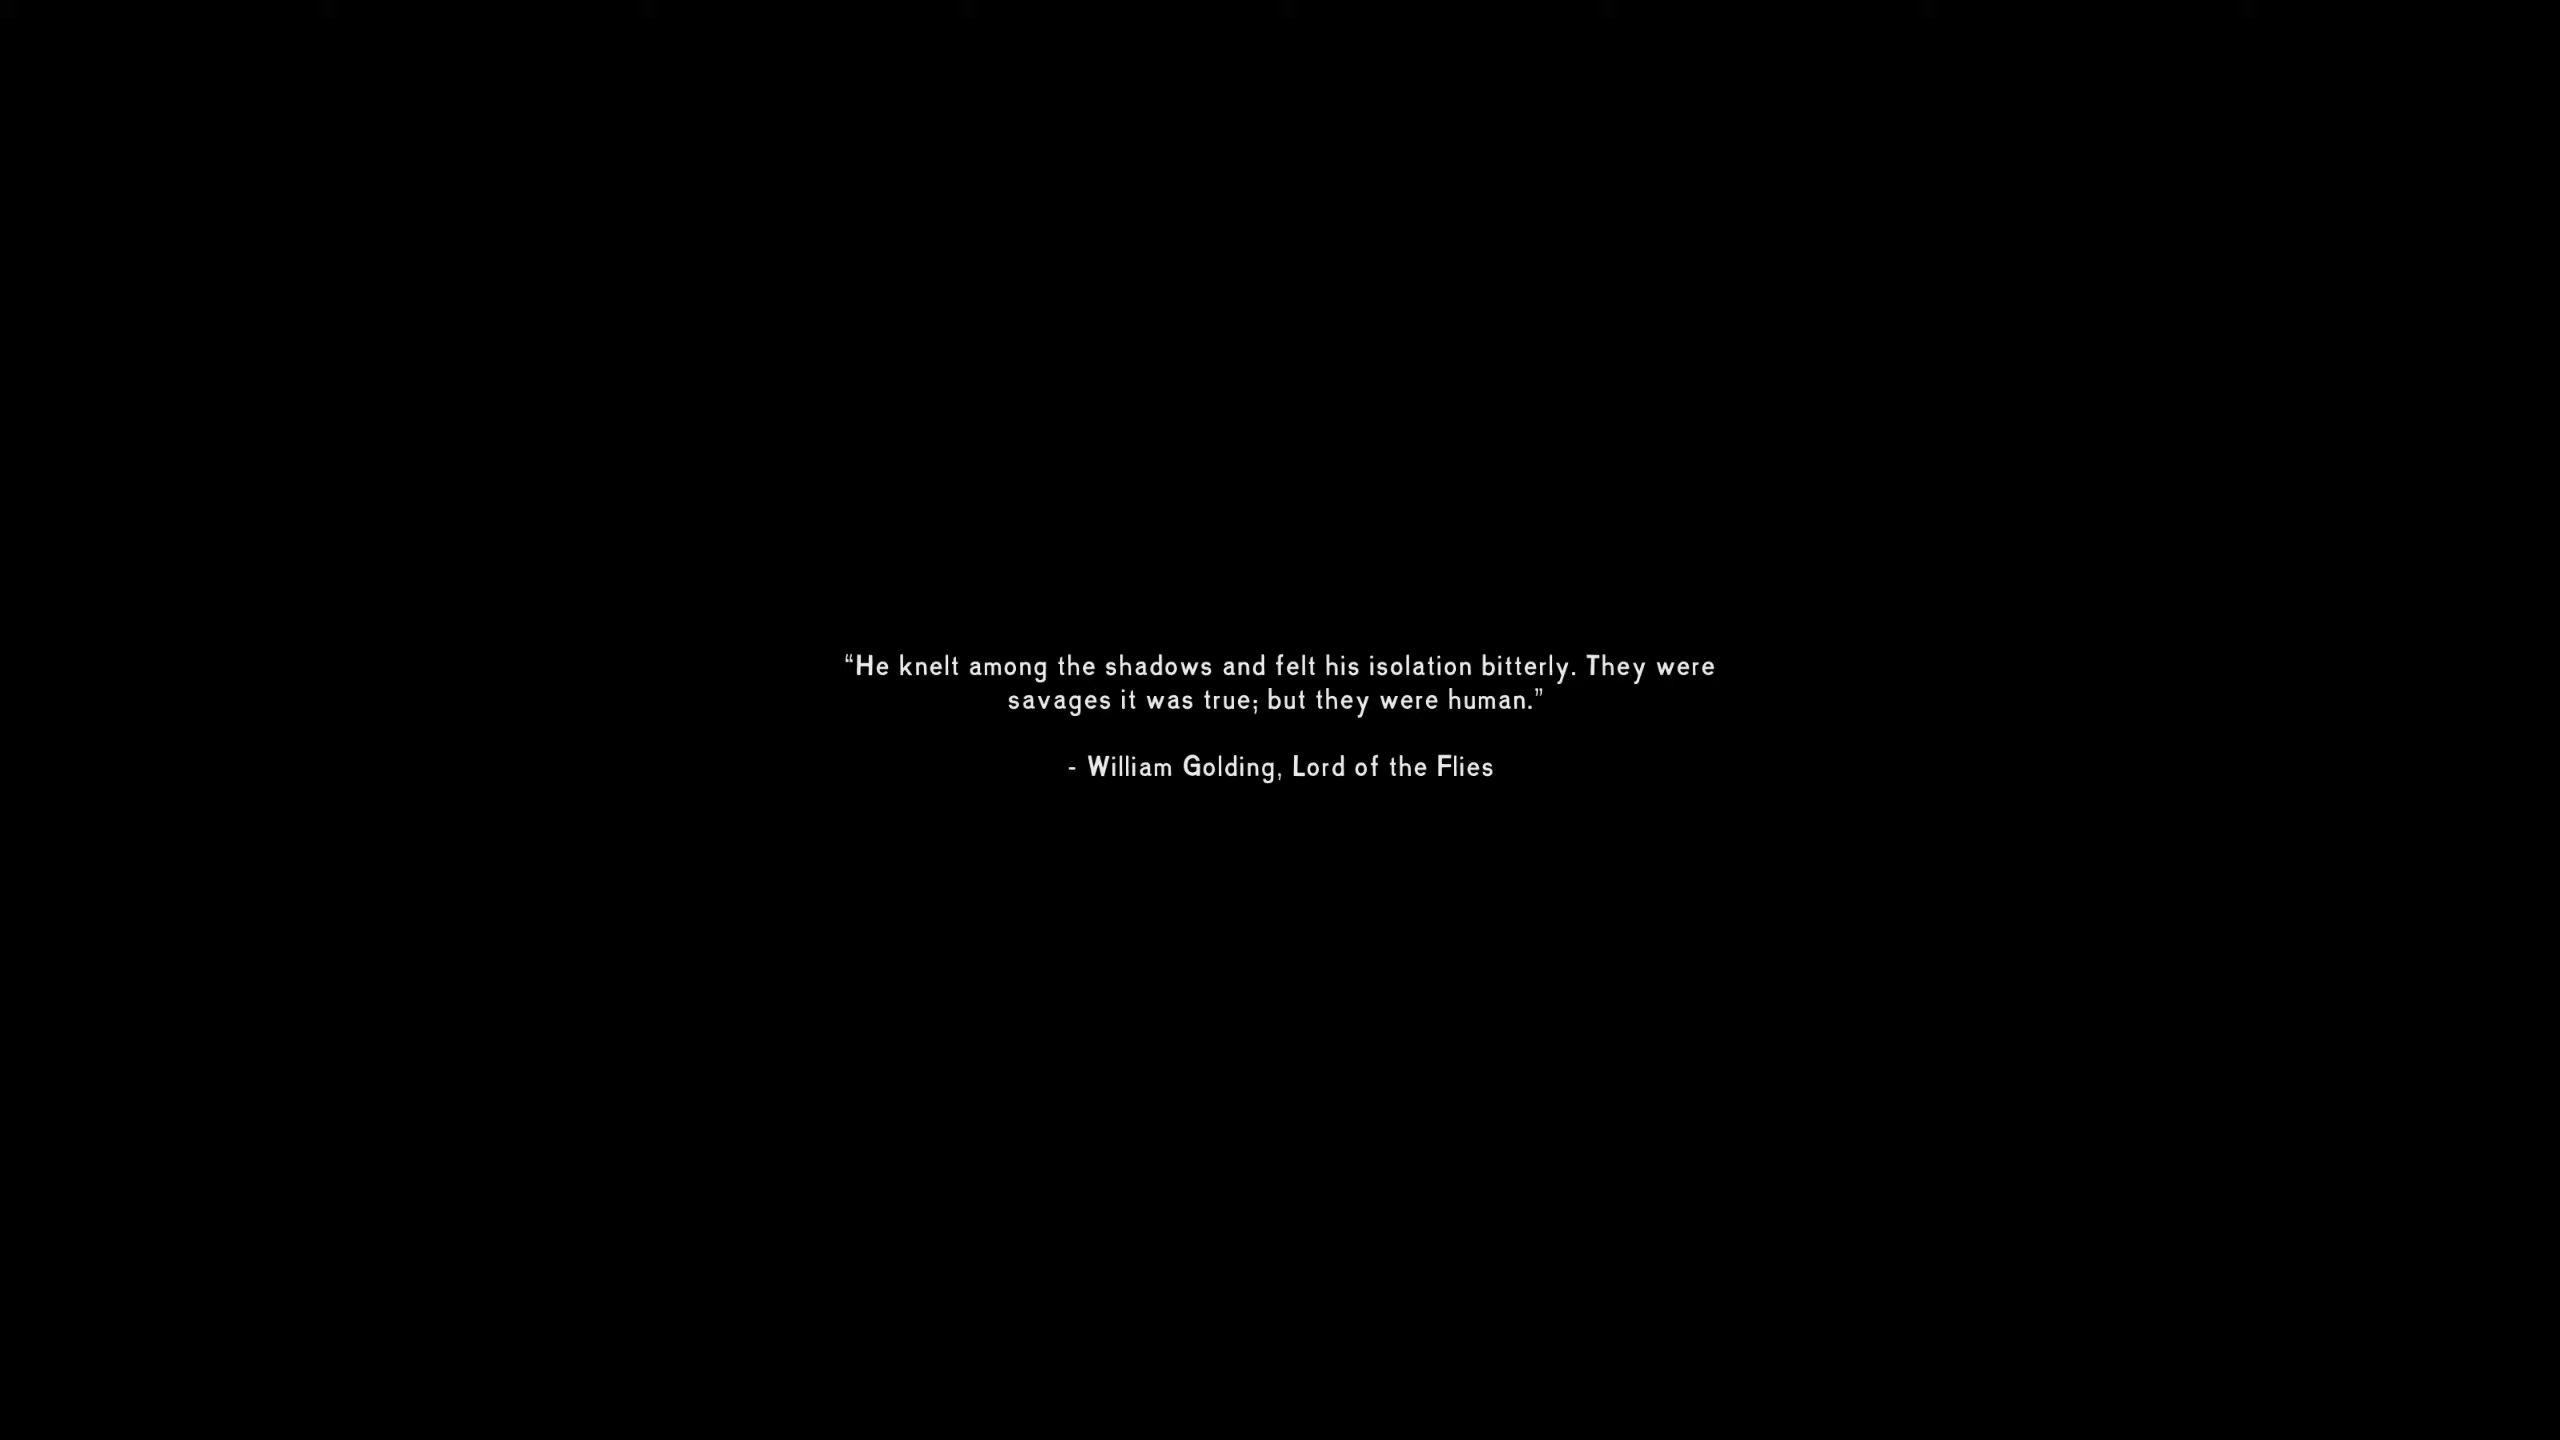 “He knelt among the shadows and felt his isolation bitterly. They were
savages it was true; but they were human.”
- William Golding, Lord of the Flies